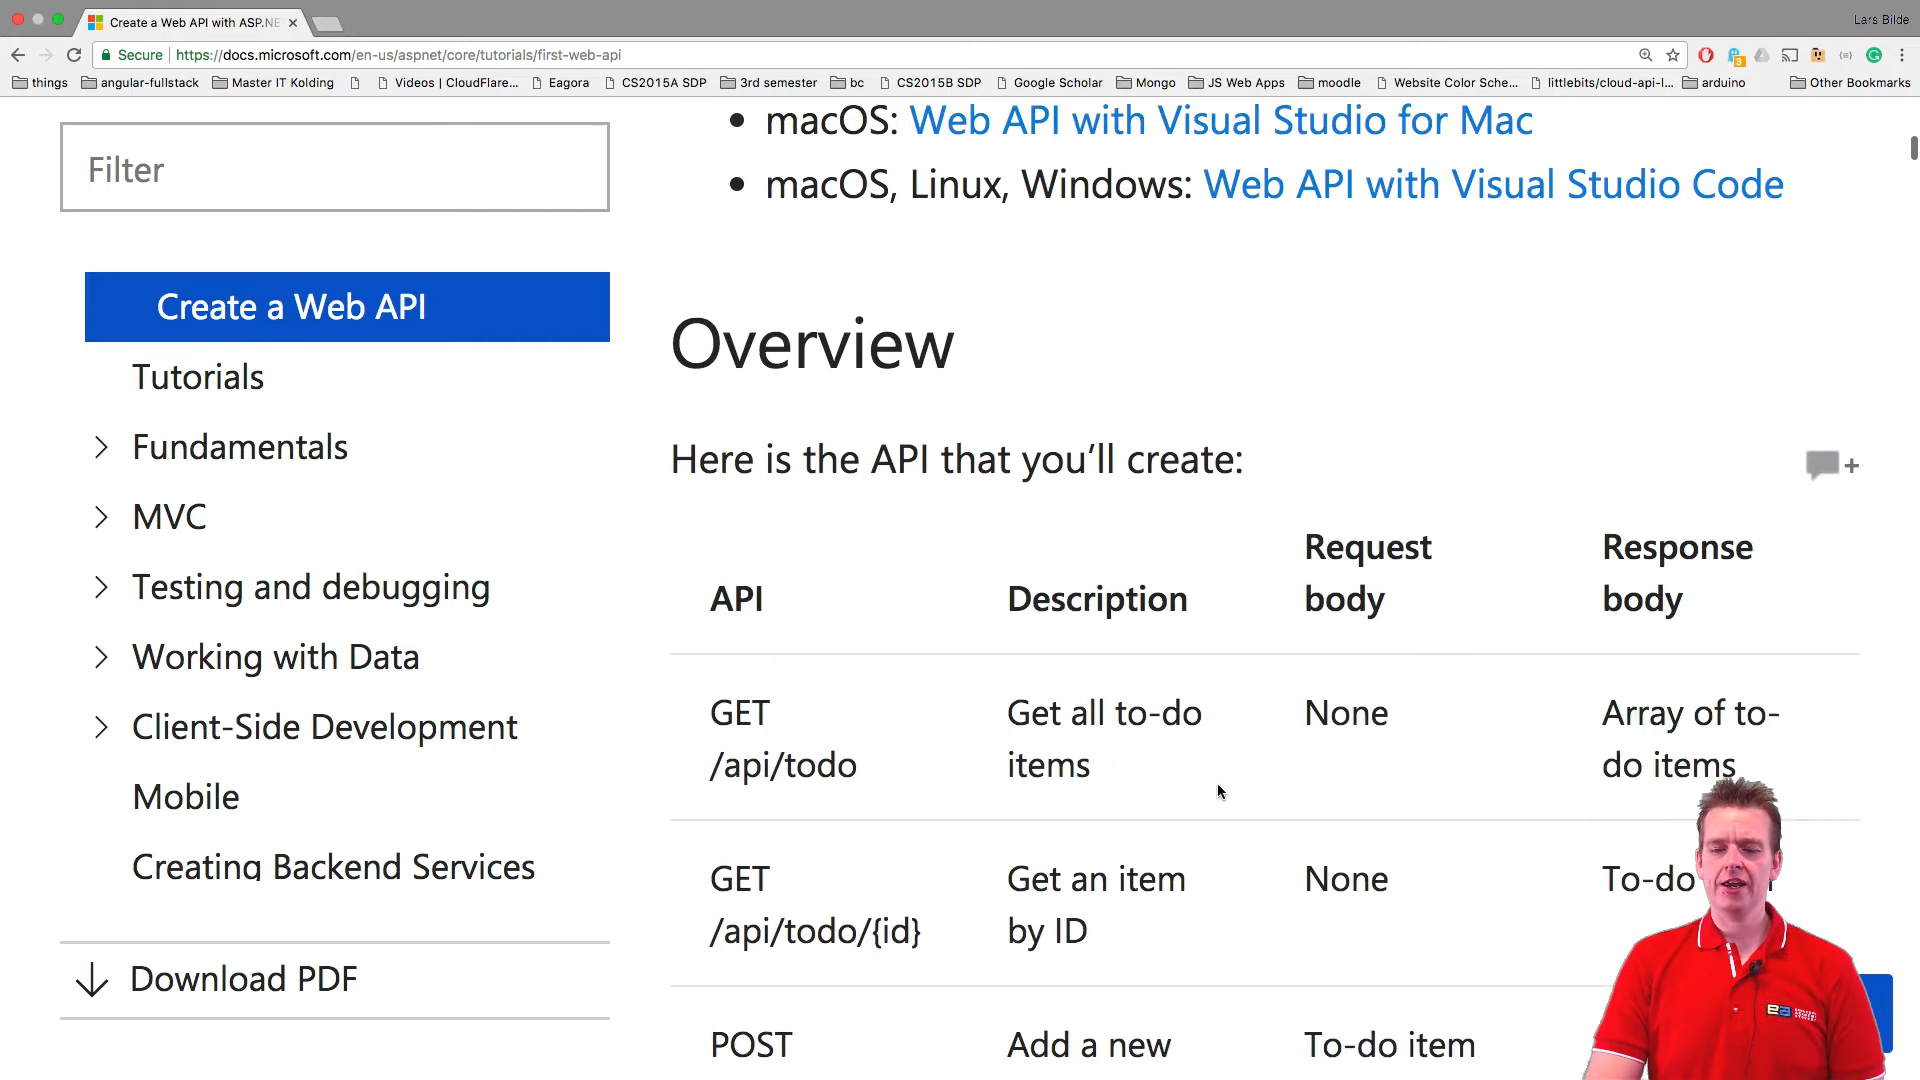 Create a Web API with ASP.NE
Lars Bilde
Secure https://docs.microsoft.com/en-us/aspnet/core/tutorials/first-web-api
things angular-fullstack Master IT Kolding Videos | CloudFlare... Eagora CS2015A SDP 3rd semester bc CS2015B SDP Google Scholar Mongo JS Web Apps moodle Website Color Sche... littlebits/cloud-api-l... arduino Other Bookmarks
macOS: Web API with Visual Studio for Mac
macOS, Linux, Windows: Web API with Visual Studio Code
Filter
Create a Web API
Tutorials
Fundamentals
MVC
Testing and debugging
Working with Data
Client-Side Development
Mobile
Creating Backend Services
Download PDF
Overview
Here is the API that you’ll create:
API Description Request body Response body
GET /api/todo Get all to-do items None Array of to-do items
GET /api/todo/{id} Get an item by ID None To-do
POST Add a new To-do item